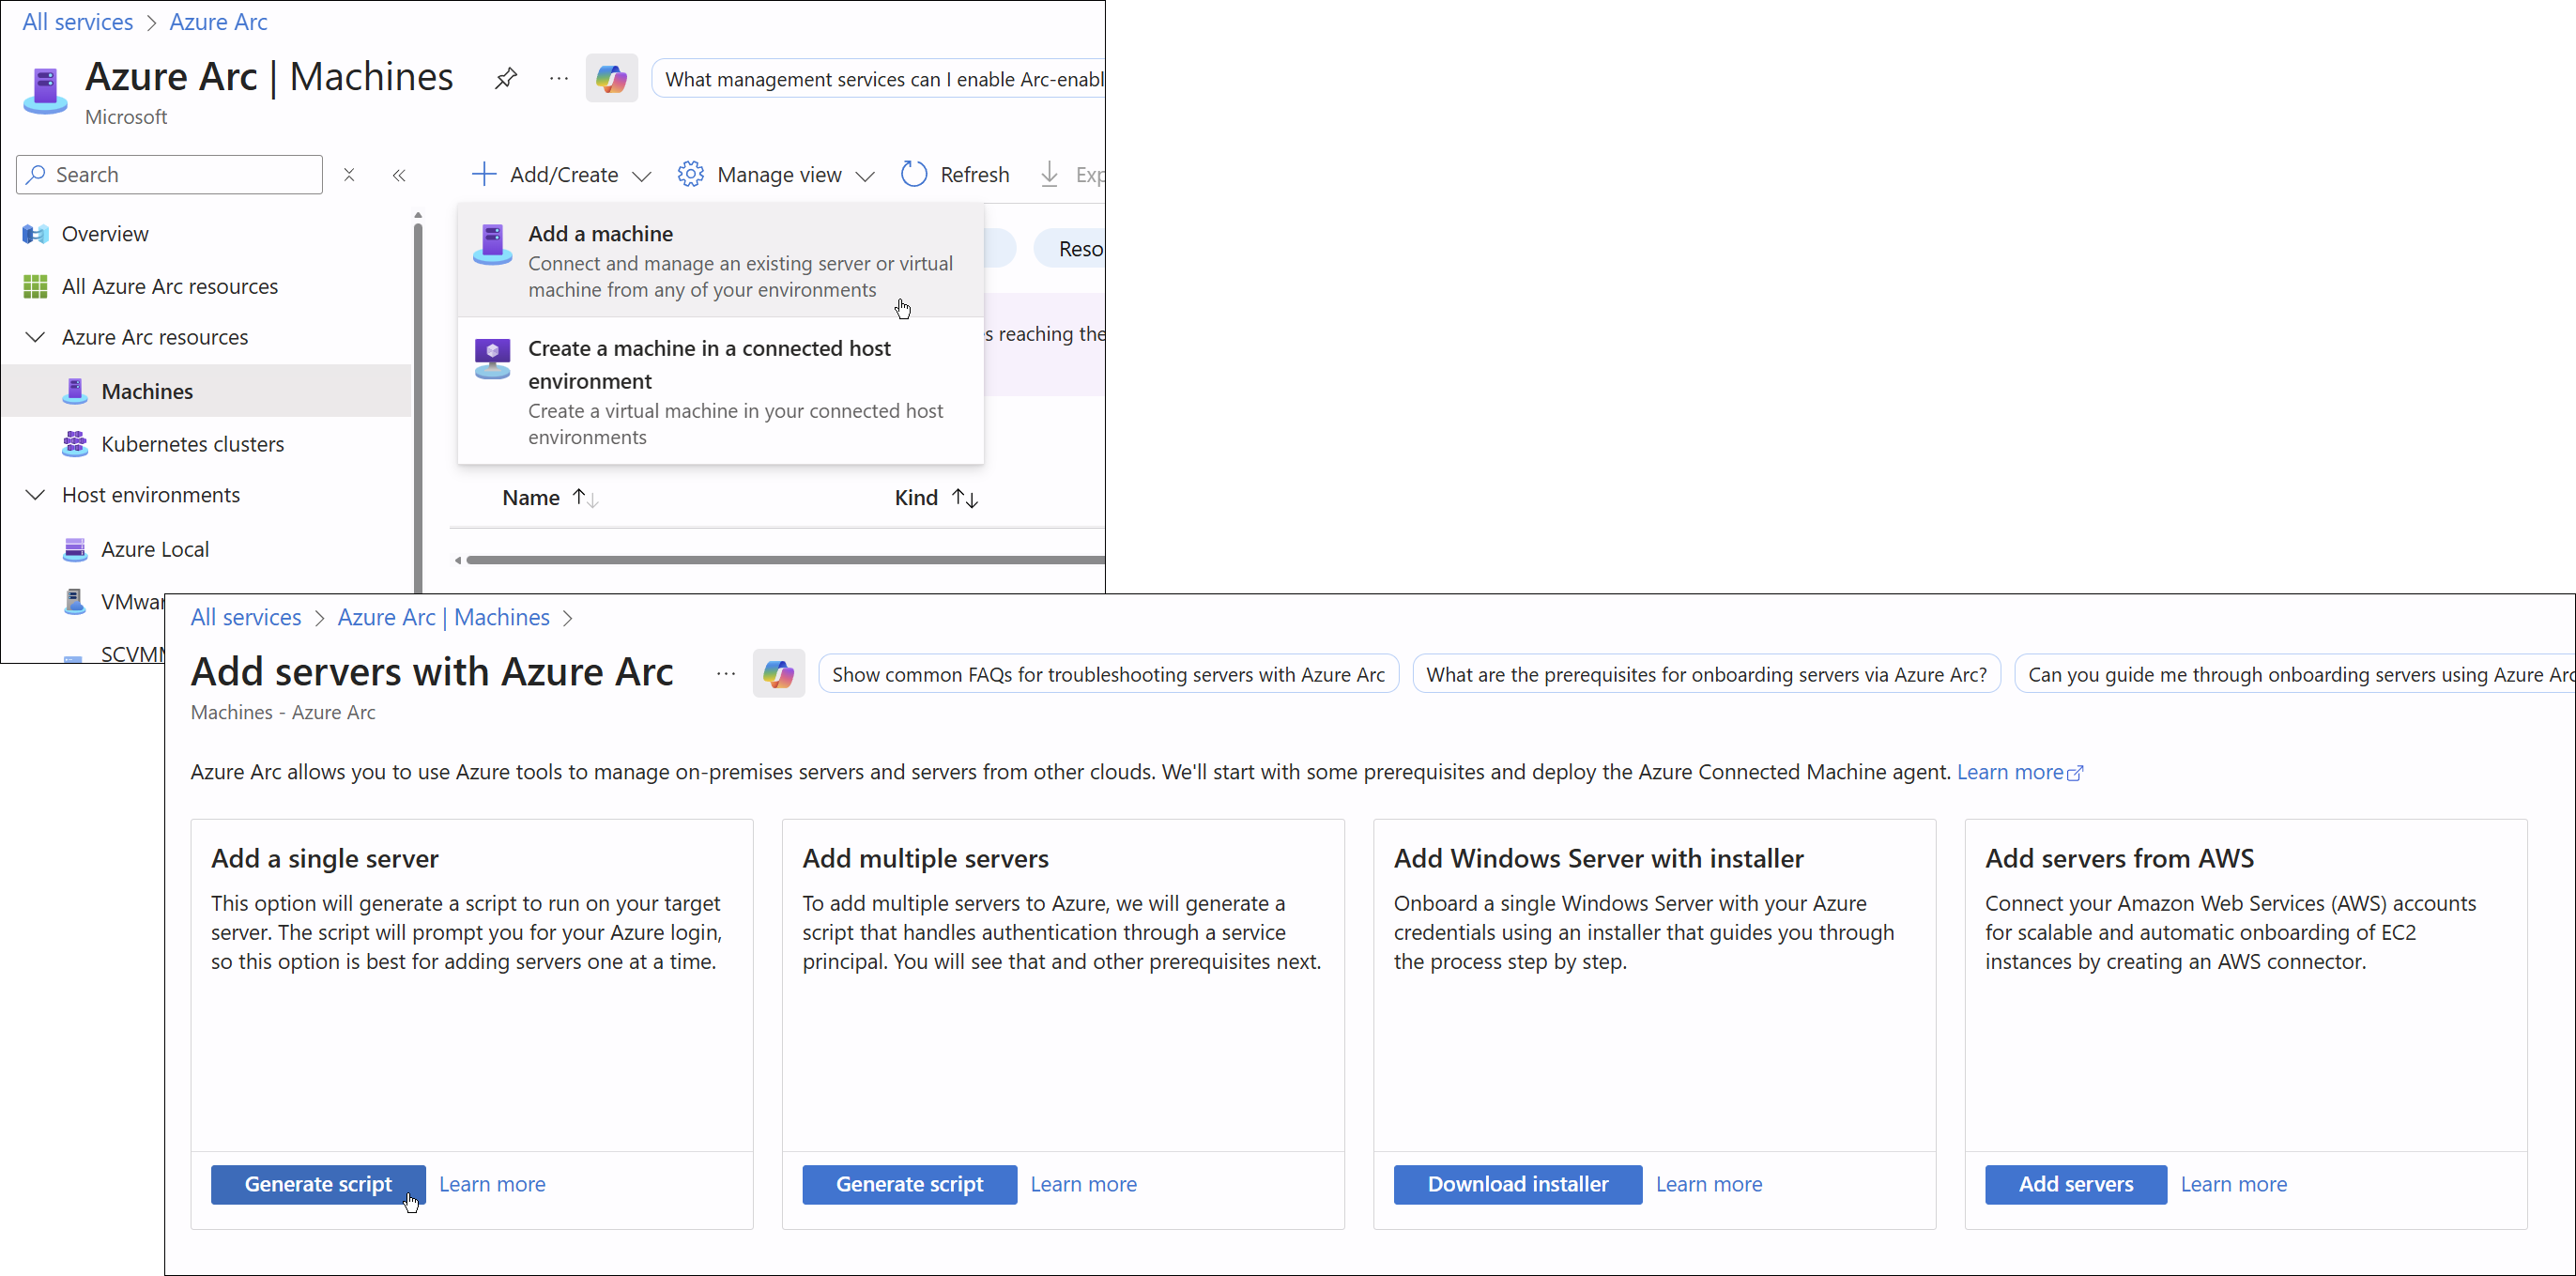 All services > Azure Arc
Azure Arc | Machines
···
What management services can I enable Arc-enabl
Microsoft
Search
Add/Create
Manage view
Refresh
Exp
Overview
All Azure Arc resources
Azure Arc resources
Machines
Kubernetes clusters
Host environments
Azure Local
VMwar
SCVMM
Add a machine
Connect and manage an existing server or virtual
machine from any of your environments
Create a machine in a connected host
environment
Create a virtual machine in your connected host
environments
Reso
s reaching the
Name
Kind
All services > Azure Arc | Machines >
Add servers with Azure Arc
···
Show common FAQs for troubleshooting servers with Azure Arc
What are the prerequisites for onboarding servers via Azure Arc?
Can you guide me through onboarding servers using Azure Arc
Machines - Azure Arc
Azure Arc allows you to use Azure tools to manage on-premises servers and servers from other clouds. We'll start with some prerequisites and deploy the Azure Connected Machine agent. Learn more
Add a single server
This option will generate a script to run on your target
server. The script will prompt you for your Azure login,
so this option is best for adding servers one at a time.
Generate script
Learn more
Add multiple servers
To add multiple servers to Azure, we will generate a
script that handles authentication through a service
principal. You will see that and other prerequisites next.
Generate script
Learn more
Add Windows Server with installer
Onboard a single Windows Server with your Azure
credentials using an installer that guides you through
the process step by step.
Download installer
Learn more
Add servers from AWS
Connect your Amazon Web Services (AWS) accounts
for scalable and automatic onboarding of EC2
instances by creating an AWS connector.
Add servers
Learn more